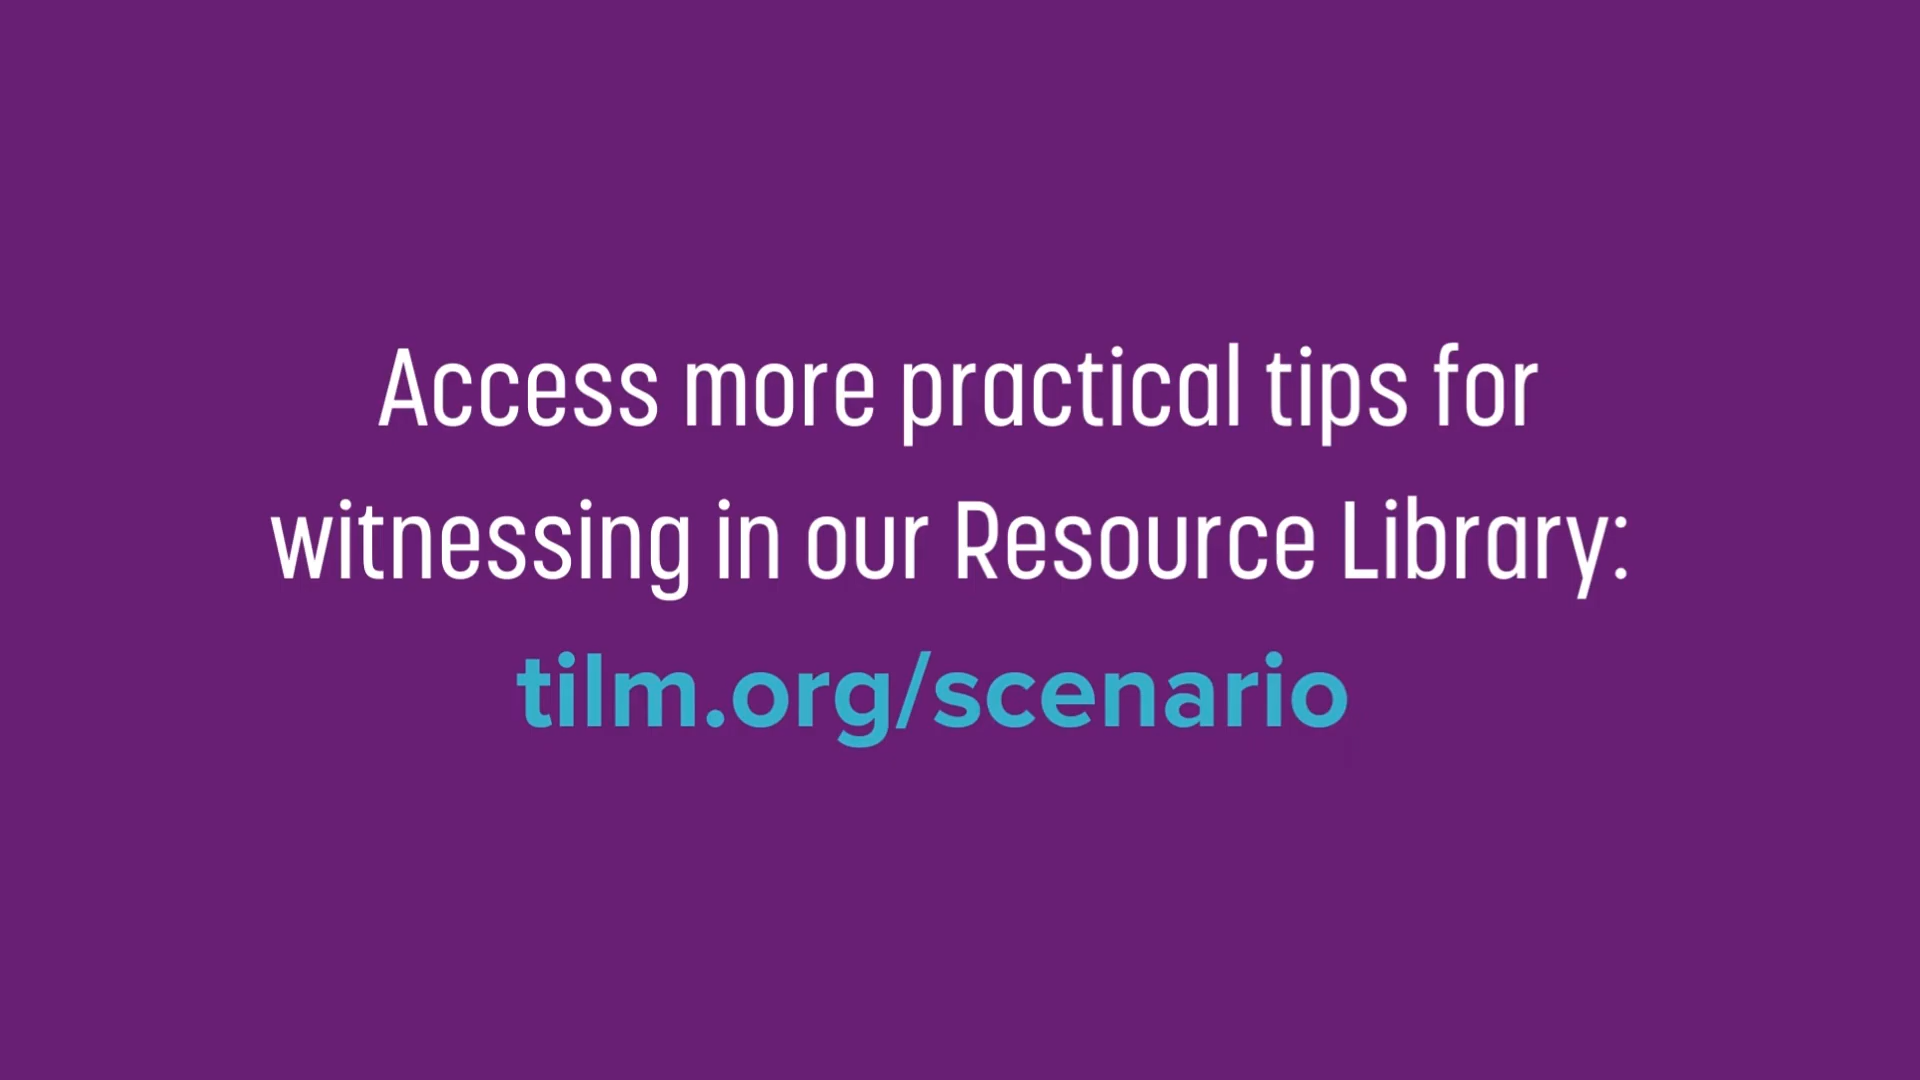 Access more practical tips for
witnessing in our Resource Library:
tilm.org/scenario